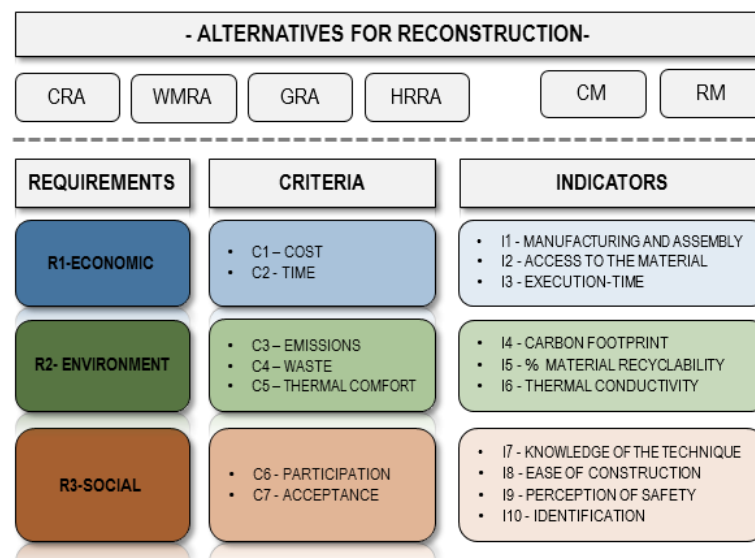 - ALTERNATIVES FOR RECONSTRUCTION-
CRA WMRA GRA HRRA CM RM
REQUIREMENTS CRITERIA INDICATORS
R1-ECONOMIC
• C1 – COST
• C2 - TIME
• I1 - MANUFACTURING AND ASSEMBLY
• I2 - ACCESS TO THE MATERIAL
• I3 - EXECUTION-TIME
R2- ENVIRONMENT
• C3 – EMISSIONS
• C4 – WASTE
• C5 – THERMAL COMFORT
• I4 - CARBON FOOTPRINT
• I5 - % MATERIAL RECYCLABILITY
• I6 - THERMAL CONDUCTIVITY
R3-SOCIAL
• C6 - PARTICIPATION
• C7 - ACCEPTANCE
• I7 - KNOWLEDGE OF THE TECHNIQUE
• I8 - EASE OF CONSTRUCTION
• I9 - PERCEPTION OF SAFETY
• I10 - IDENTIFICATION